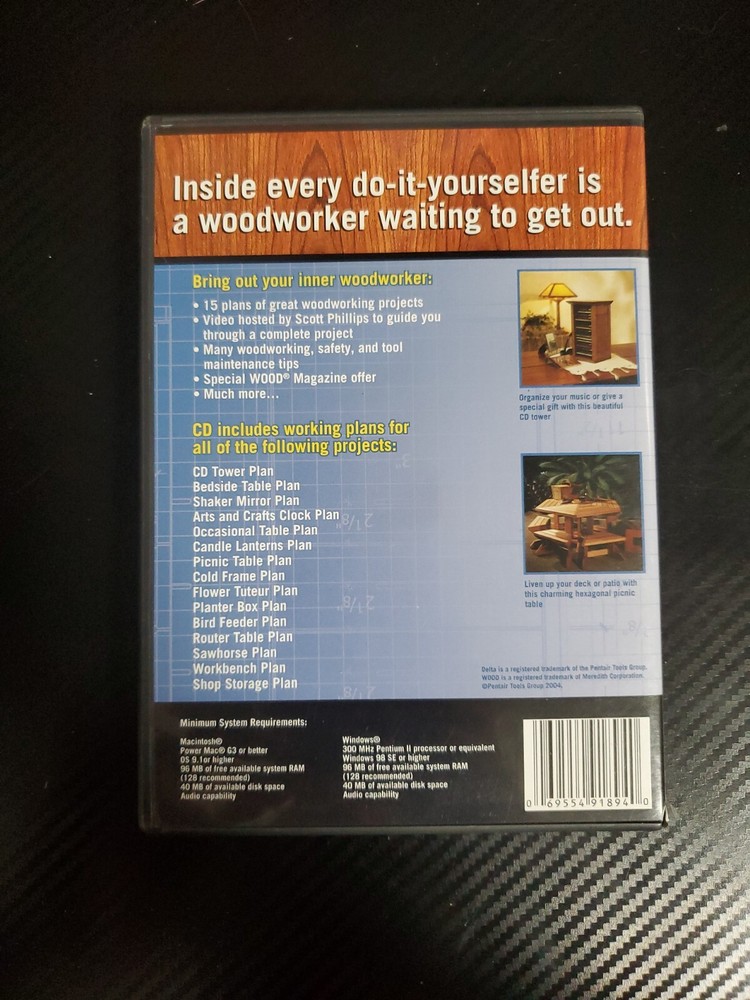 Inside every do-it-yourselfer is
a woodworker waiting to get out.
Bring out your inner woodworker:
• 15 plans of great woodworking projects
• Video hosted by Scott Phillips to guide you
through a complete project
• Many woodworking, safety, and tool
maintenance tips
• Special WOOD® Magazine offer
• Much more...
CD includes working plans for
all of the following projects:
CD Tower Plan
Bedside Table Plan
Shaker Mirror Plan
Arts and Crafts Clock Plan
Occasional Table Plan
Candle Lanterns Plan
Picnic Table Plan
Cold Frame Plan
Flower Tuteur Plan
Planter Box Plan
Bird Feeder Plan
Router Table Plan
Sawhorse Plan
Workbench Plan
Shop Storage Plan
Organize your music or give a
special gift with this beautiful
CD tower
Liven up your deck or patio with
this charming hexagonal picnic
table
Delta is a registered trademark of the Pentair Tools Group.
WOOD is a registered trademark of Meredith Corporation.
©Pentair Tools Group 2004.
Minimum System Requirements:
Macintosh®
Power Mac® G3 or better
OS 9.1or higher
96 MB of free available system RAM
(128 recommended)
40 MB of available disk space
Audio capability
Windows®
300 MHz Pentium II processor or equivalent
Windows 98 SE or higher
96 MB of free available system RAM
(128 recommended)
40 MB of available disk space
Audio capability
0 69554 91894 0